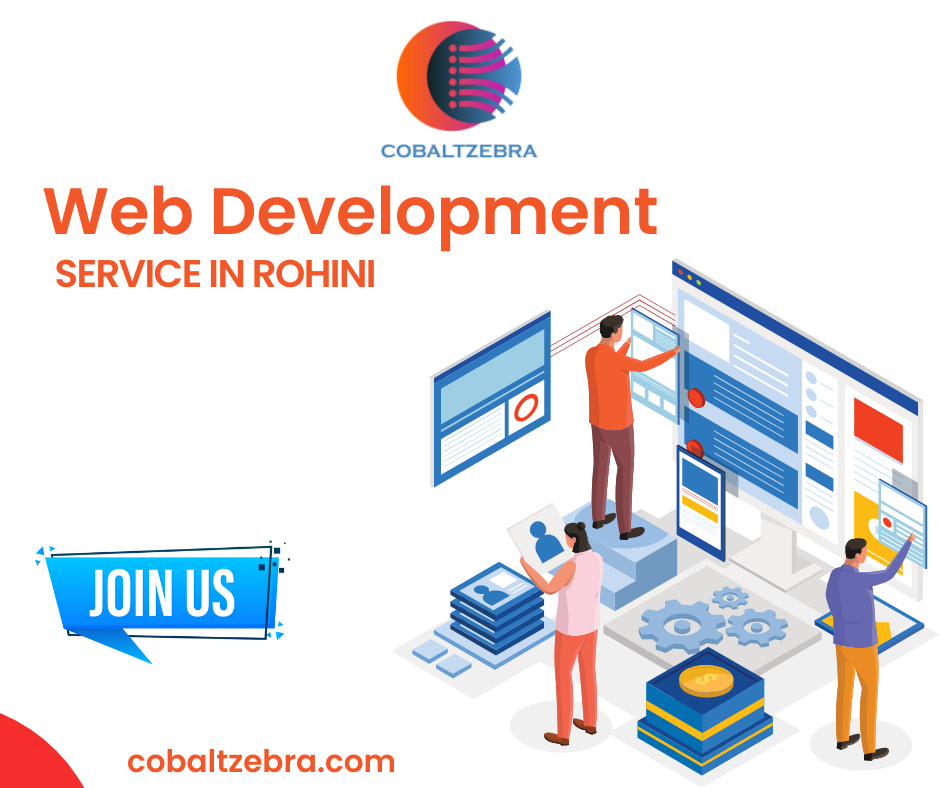 COBALTZEBRA
Web Development
SERVICE IN ROHINI
JOIN US
cobaltzebra.com